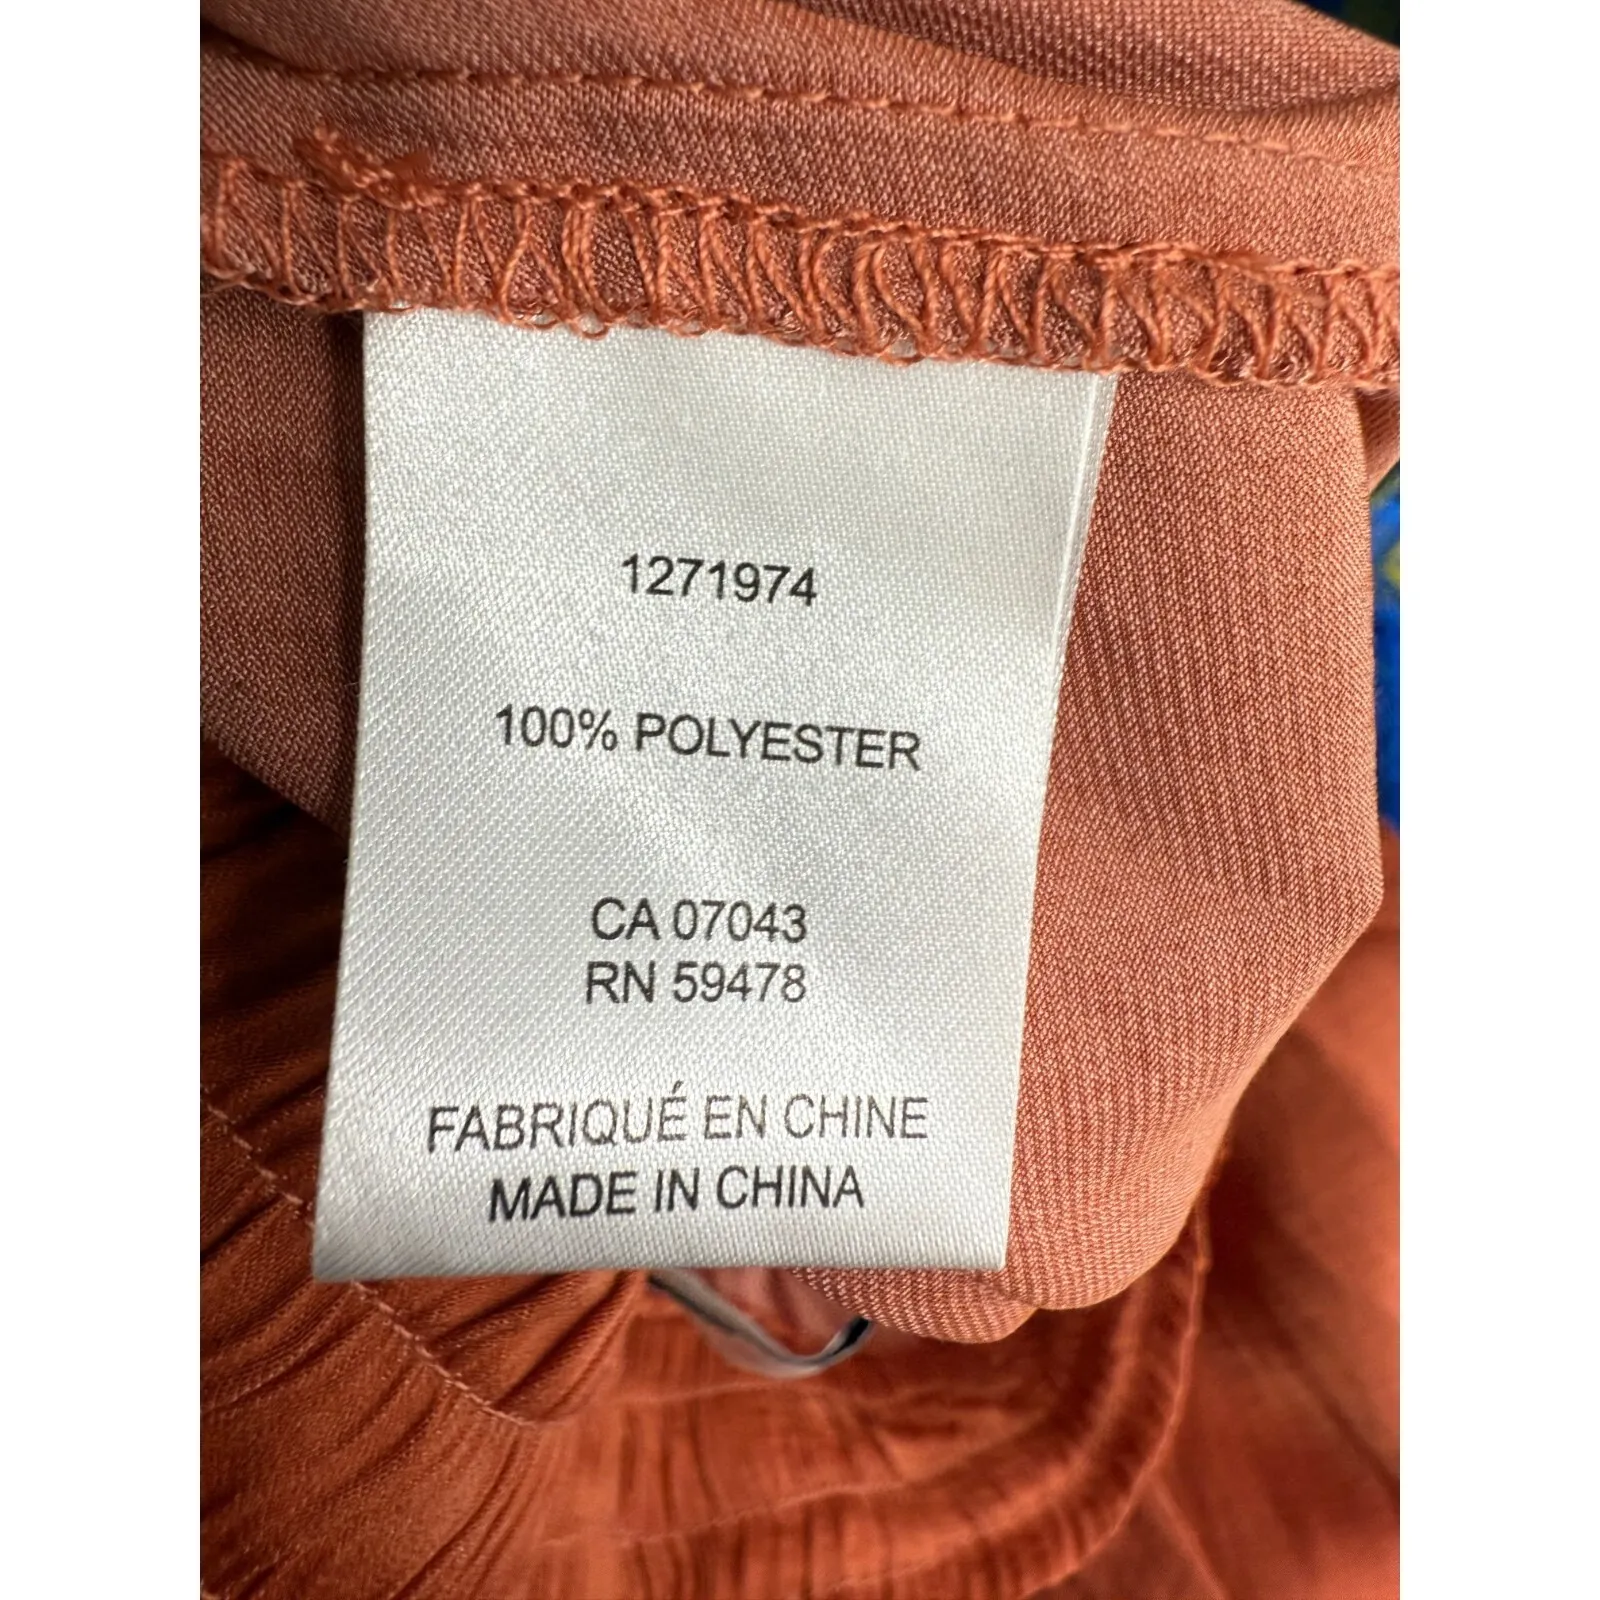 1271974
100% POLYESTER
CA 07043
RN 59478
FABRIQUÉ EN CHINE
MADE IN CHINA